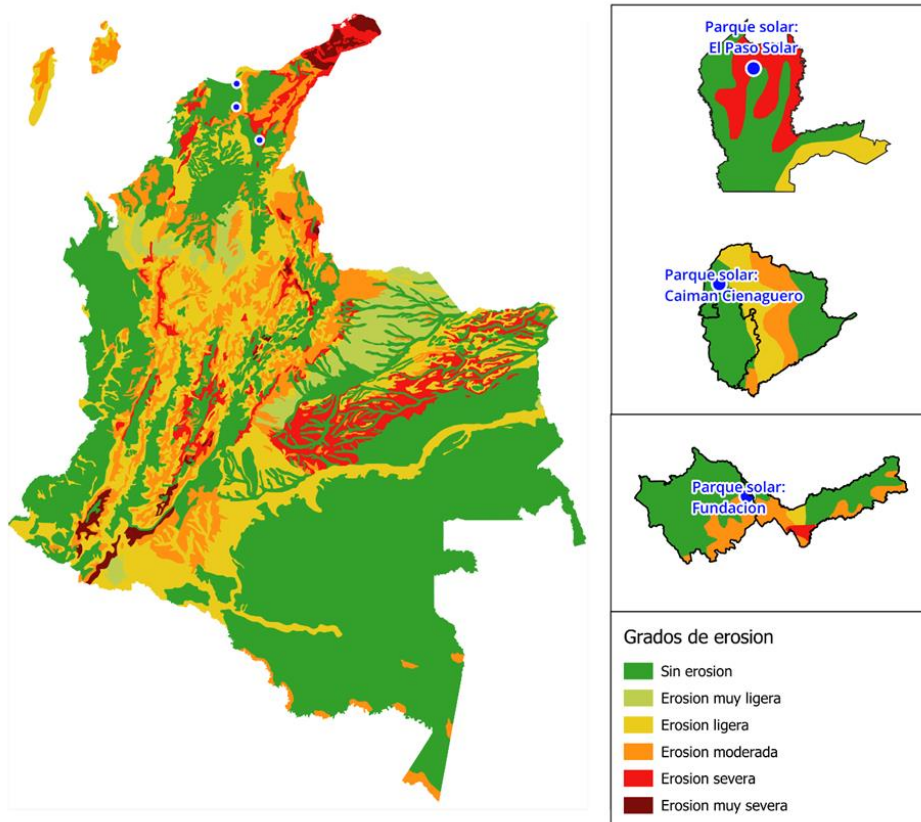 Parque solar:
El Paso Solar
Parque solar:
Caiman Cienaguero
Parque solar:
Fundacion
Grados de erosion
Sin erosion
Erosion muy ligera
Erosion ligera
Erosion moderada
Erosion severa
Erosion muy severa